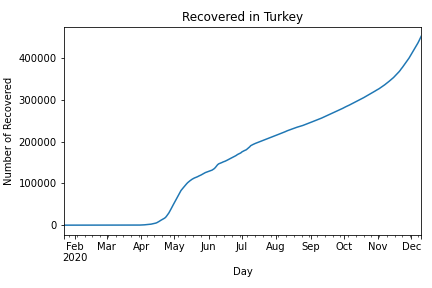 Recovered in Turkey
Number of Recovered
400000
300000
200000
100000
0
Feb Mar Apr May Jun Jul Aug Sep Oct Nov Dec
2020
Day